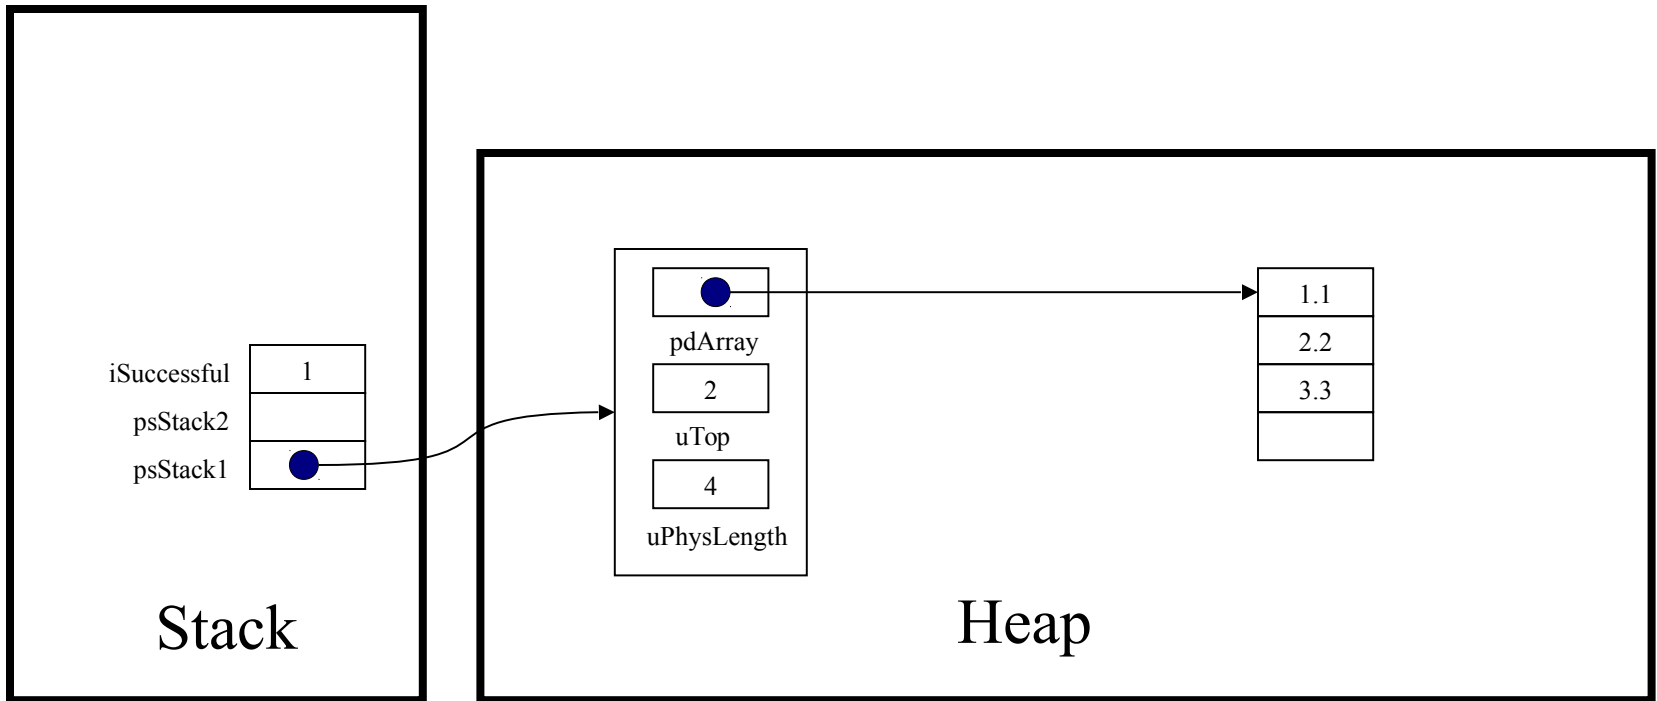 iSuccessful 1
psStack2
psStack1
Stack
pdArray
2
uTop
4
uPhysLength
1.1
2.2
3.3
Heap